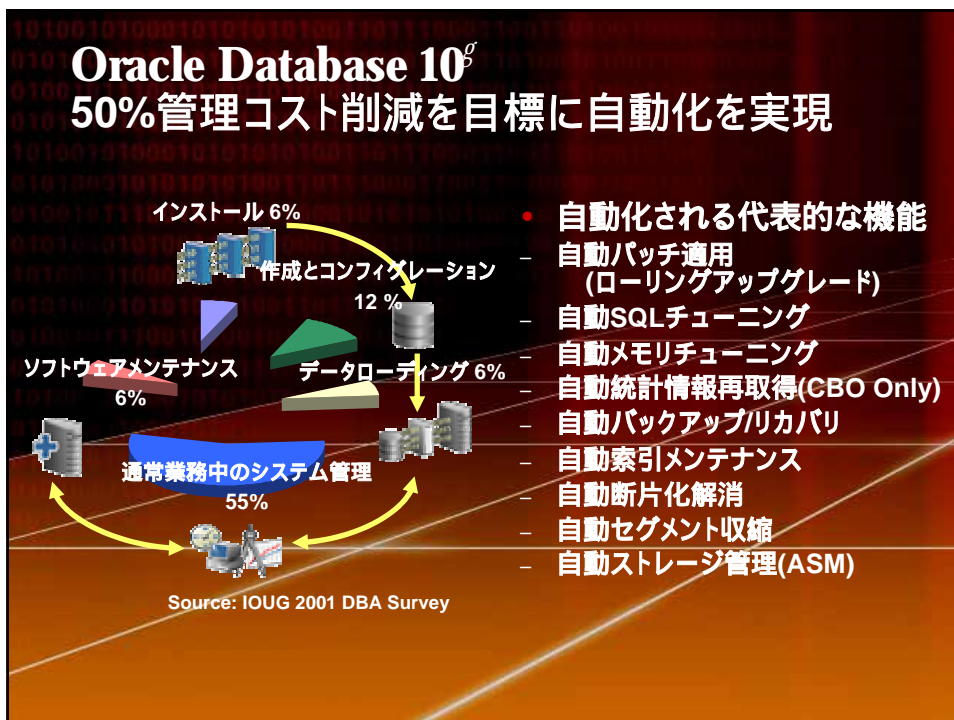 Oracle Database 10g
50%管理コスト削減を目標に自動化を実現
インストール 6%
作成とコンフィグレーション
12 %
ソフトウェアメンテナンス
6%
データローディング 6%
通常業務中のシステム管理
55%
Source: IOUG 2001 DBA Survey
• 自動化される代表的な機能
– 自動パッチ適用
(ローリングアップグレード)
– 自動SQLチューニング
– 自動メモリチューニング
– 自動統計情報再取得(CBO Only)
– 自動バックアップ/リカバリ
– 自動索引メンテナンス
– 自動断片化解消
– 自動セグメント収縮
– 自動ストレージ管理(ASM)